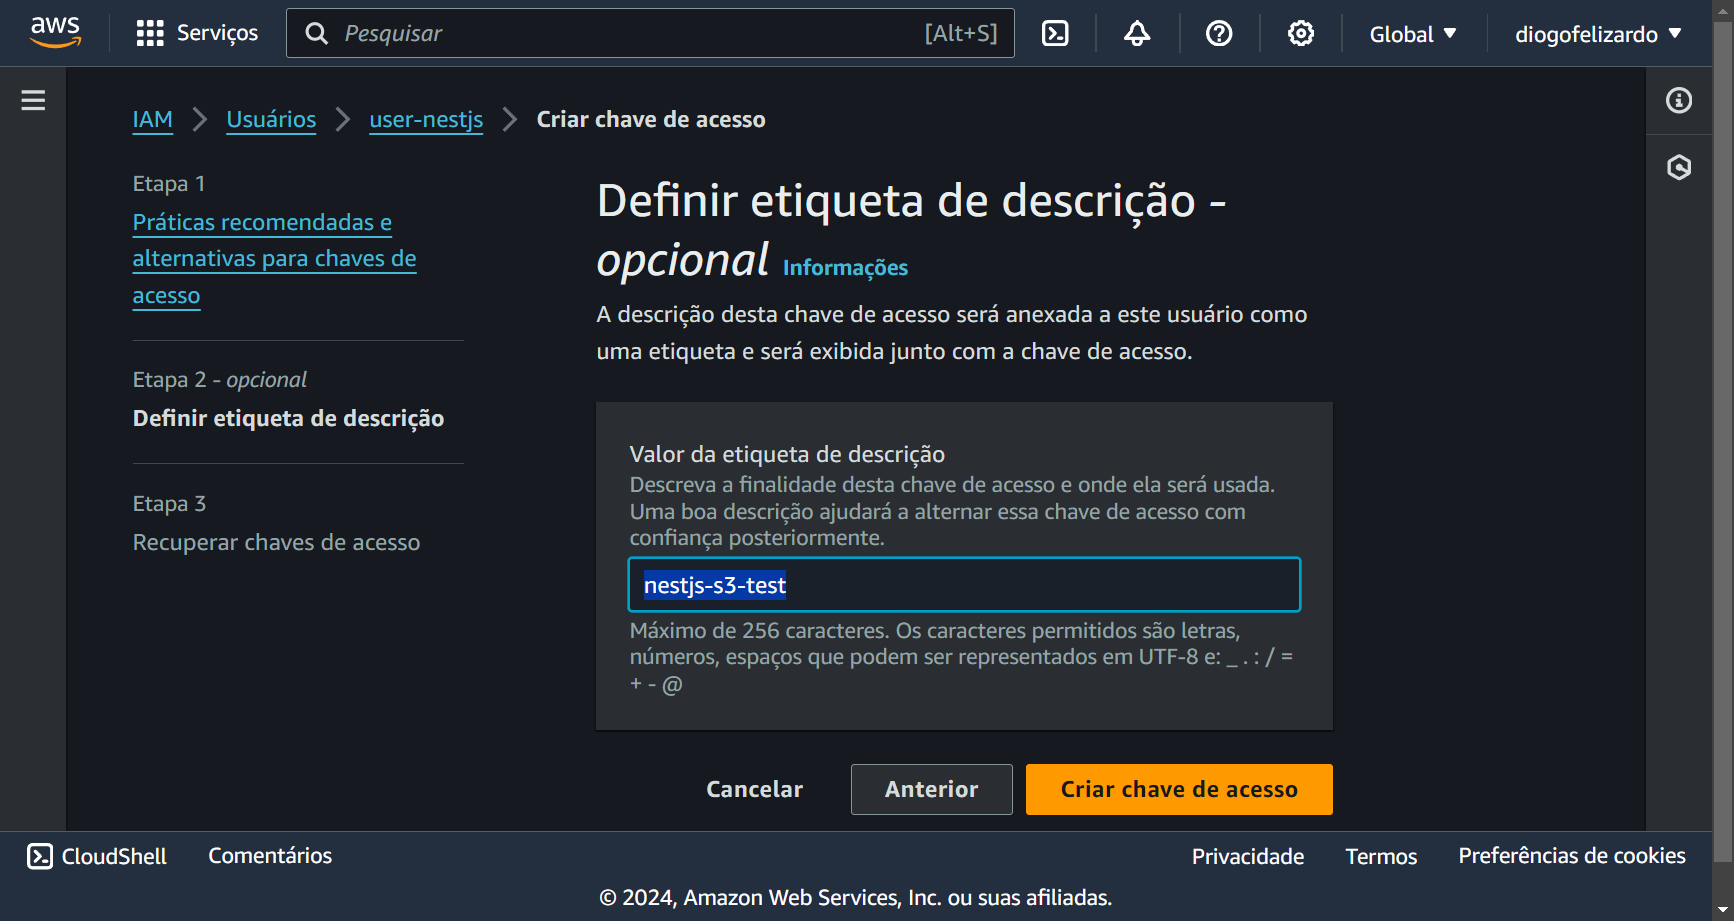 aws
Serviços
Pesquisar
[Alt+S]
Global
diogofelizardo
IAM
Usuários
user-nestjs
Criar chave de acesso
Etapa 1
Práticas recomendadas e
alternativas para chaves de
acesso
Etapa 2 - opcional
Definir etiqueta de descrição
Etapa 3
Recuperar chaves de acesso
Definir etiqueta de descrição -
opcional Informações
A descrição desta chave de acesso será anexada a este usuário como
uma etiqueta e será exibida junto com a chave de acesso.
Valor da etiqueta de descrição
Descreva a finalidade desta chave de acesso e onde ela será usada.
Uma boa descrição ajudará a alternar essa chave de acesso com
confiança posteriormente.
nestjs-s3-test
Máximo de 256 caracteres. Os caracteres permitidos são letras,
números, espaços que podem ser representados em UTF-8 e: _ . : / =
+ - @
Cancelar
Anterior
Criar chave de acesso
CloudShell
Comentários
Privacidade
Termos
Preferências de cookies
© 2024, Amazon Web Services, Inc. ou suas afiliadas.